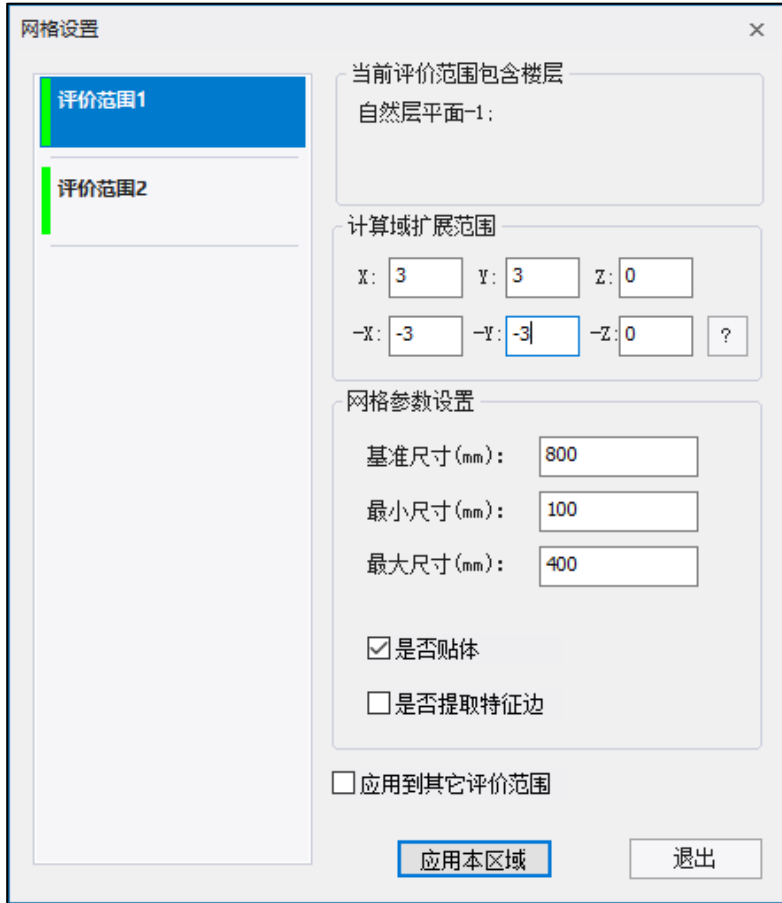 网格设置
×
评价范围1
评价范围2
当前评价范围包含楼层
自然层平面-1;
计算域扩展范围
X: 3 Y: 3 Z: 0
-X: -3 -Y: -3 -Z: 0 ?
网格参数设置
基准尺寸(mm): 800
最小尺寸(mm): 100
最大尺寸(mm): 400
是否贴体
是否提取特征边
应用到其它评价范围
应用本区域 退出